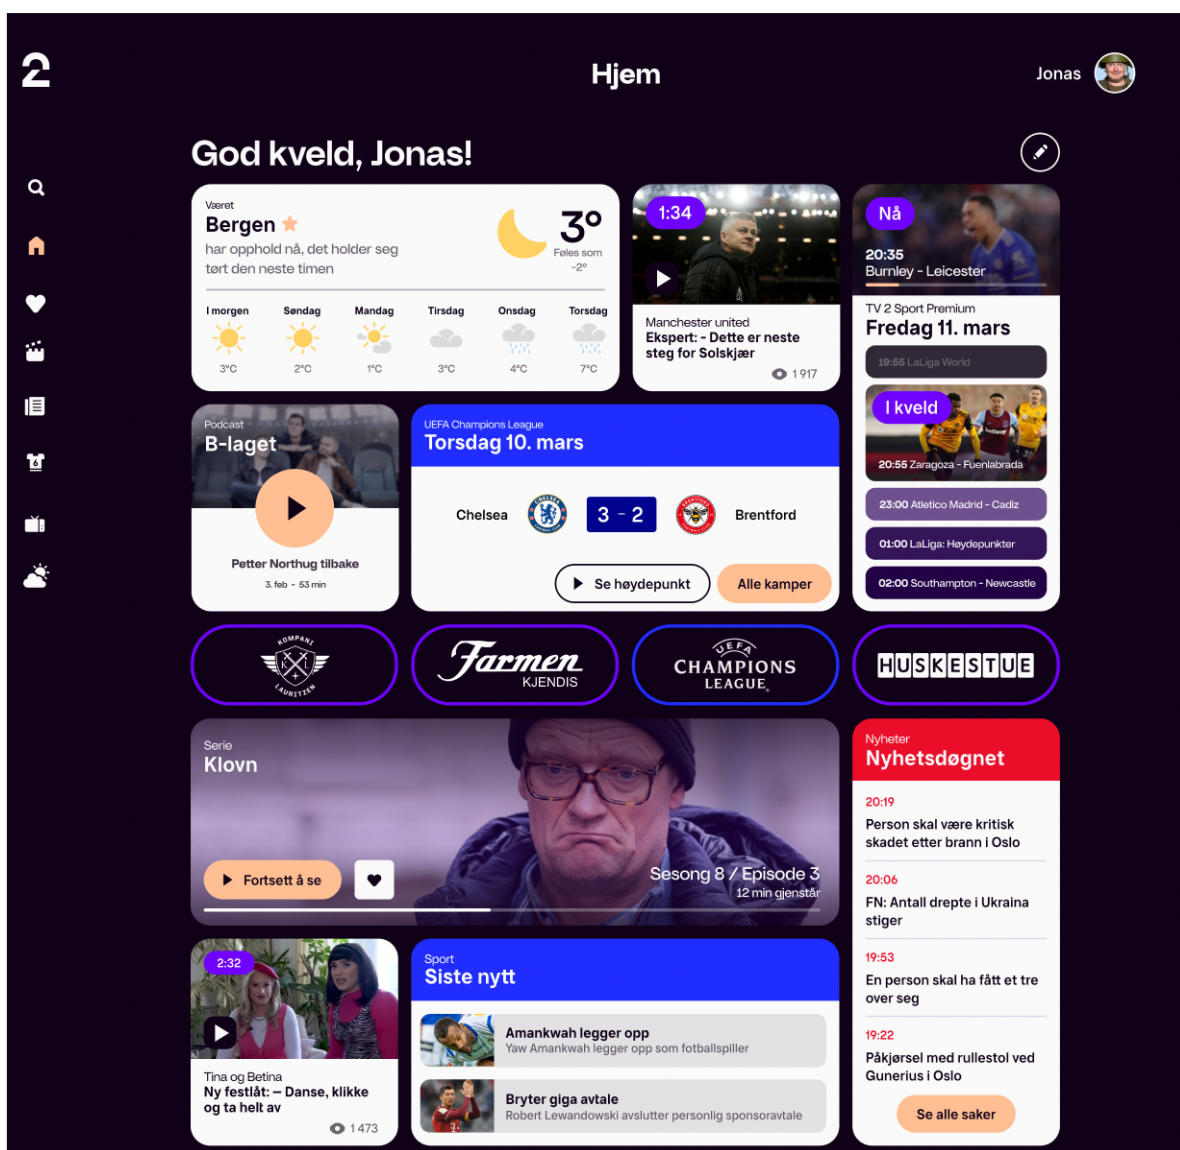 2
Hjem
Jonas
God kveld, Jonas!
Været
Bergen
har opphold nå, det holder seg
tørt den neste timen
3°
Føles som
-2°
I morgen
Søndag
Mandag
Tirsdag
Onsdag
Torsdag
3°C
2°C
1°C
3°C
4°C
7°C
1:34
Manchester united
Ekspert: - Dette er neste
steg for Solskjær
1 917
Nå
20:35
Burnley - Leicester
TV 2 Sport Premium
Fredag 11. mars
19:55 LaLiga World
I kveld
20:55 Zaragoza - Fuenlabrada
23:00 Atletico Madrid - Cadiz
01:00 LaLiga: Høydepunkter
02:00 Southampton - Newcastle
Podcast
B-laget
Petter Northug tilbake
3. feb - 53 min
UEFA Champions League
Torsdag 10. mars
Chelsea
CHELSEA
3 - 2
BRENTFORD
Brentford
Se høydepunkt
Alle kamper
6
KOMPANI
K L
LAURITZEN
Farmen
KJENDIS
UEFA
CHAMPIONS
LEAGUE
HUSKESTUE
Serie
Klovn
Fortsett å se
Sesong 8 / Episode 3
12 min gjenstår
Nyheter
Nyhetsdøgnet
20:19
Person skal være kritisk
skadet etter brann i Oslo
20:06
FN: Antall drepte i Ukraina
stiger
19:53
En person skal ha fått et tre
over seg
19:22
Påkjørsel med rullestol ved
Gunerius i Oslo
Se alle saker
2:32
Tina og Betina
Ny festlåt: – Danse, klikke
og ta helt av
1 473
Sport
Siste nytt
Amankwah legger opp
Yaw Amankwah legger opp som fotballspiller
Bryter giga avtale
Robert Lewandowski avslutter personlig sponsoravtale